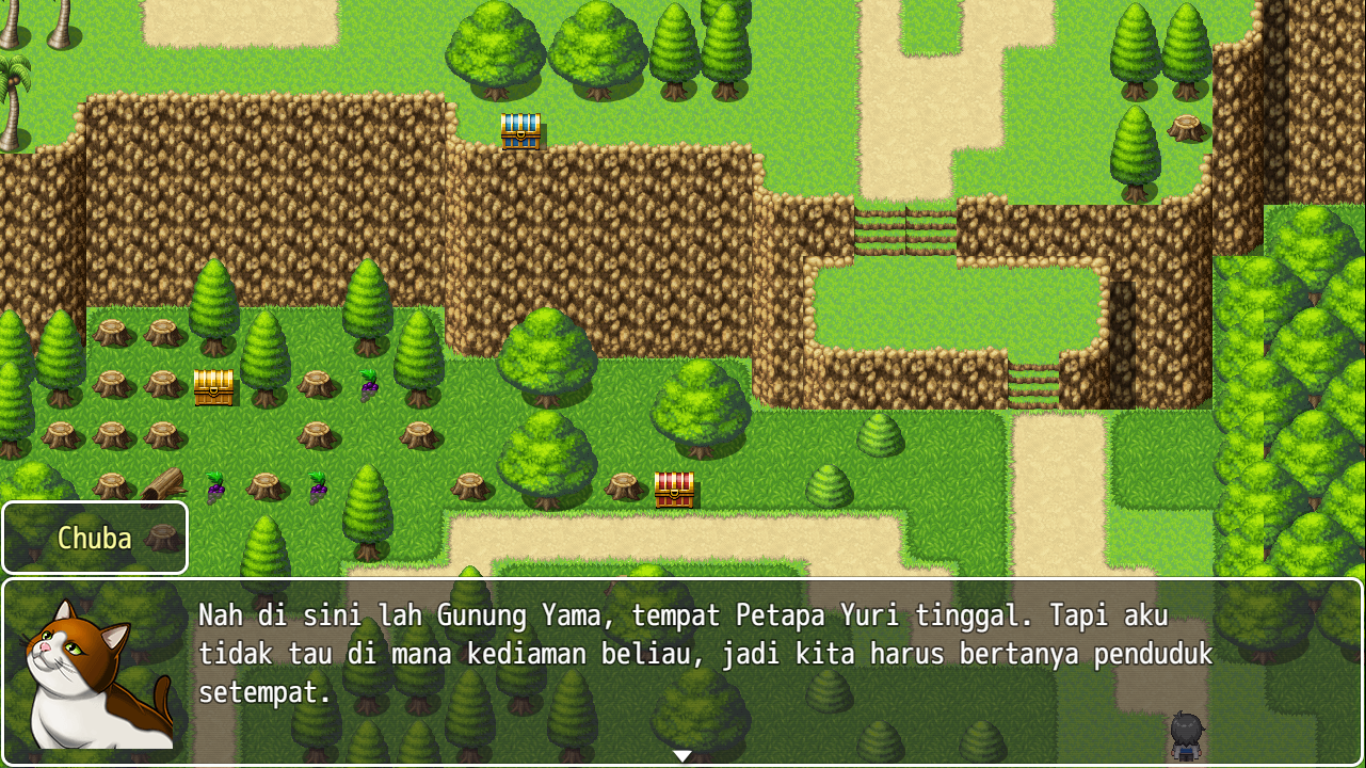 Chuba
Nah di sini lah Gunung Yama, tempat Petapa Yuri tinggal. Tapi aku
tidak tau di mana kediaman beliau, jadi kita harus bertanya penduduk
setempat.